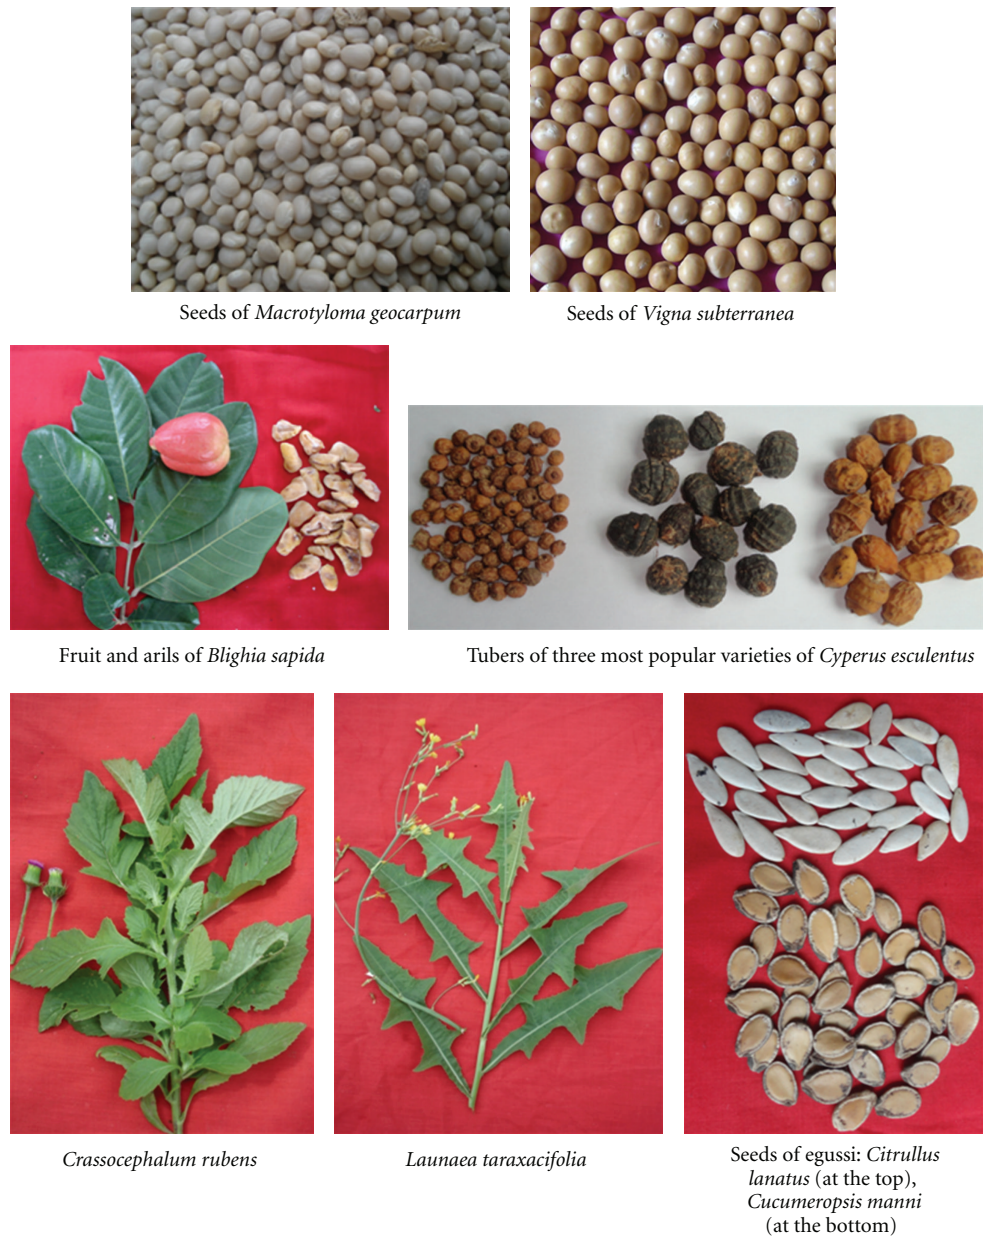 Seeds of Macrotyloma geocarpum
Seeds of Vigna subterranea
Fruit and arils of Blighia sapida
Tubers of three most popular varieties of Cyperus esculentus
Crassocephalum rubens
Launaea taraxacifolia
Seeds of egussi: Citrullus
lanatus (at the top),
Cucumeropsis manni
(at the bottom)